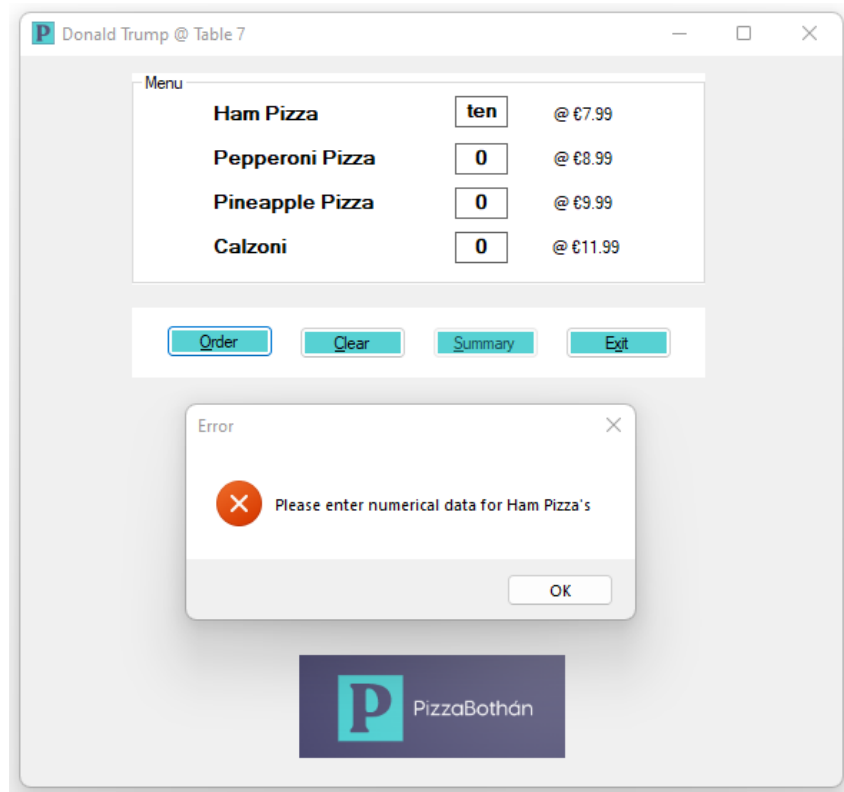 P Donald Trump @ Table 7
Menu
Ham Pizza ten @ €7.99
Pepperoni Pizza 0 @ €8.99
Pineapple Pizza 0 @ €9.99
Calzoni 0 @ €11.99
Order Clear Summary Exit
Error
Please enter numerical data for Ham Pizza's
OK
P PizzaBothán